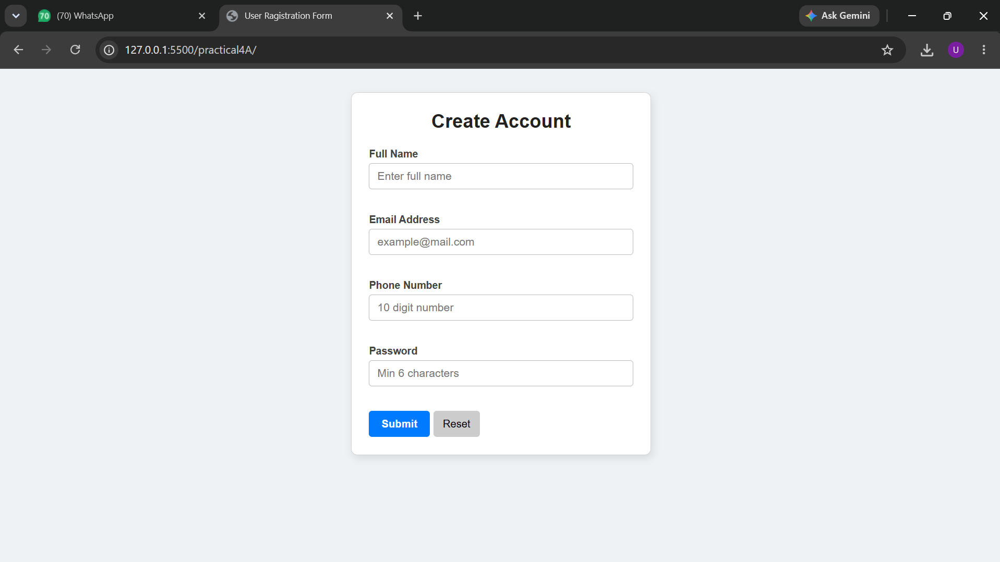 70 (70) WhatsApp
User Ragistration Form
Ask Gemini
127.0.0.1:5500/practical4A/
U
Create Account
Full Name
Enter full name
Email Address
example@mail.com
Phone Number
10 digit number
Password
Min 6 characters
Submit Reset